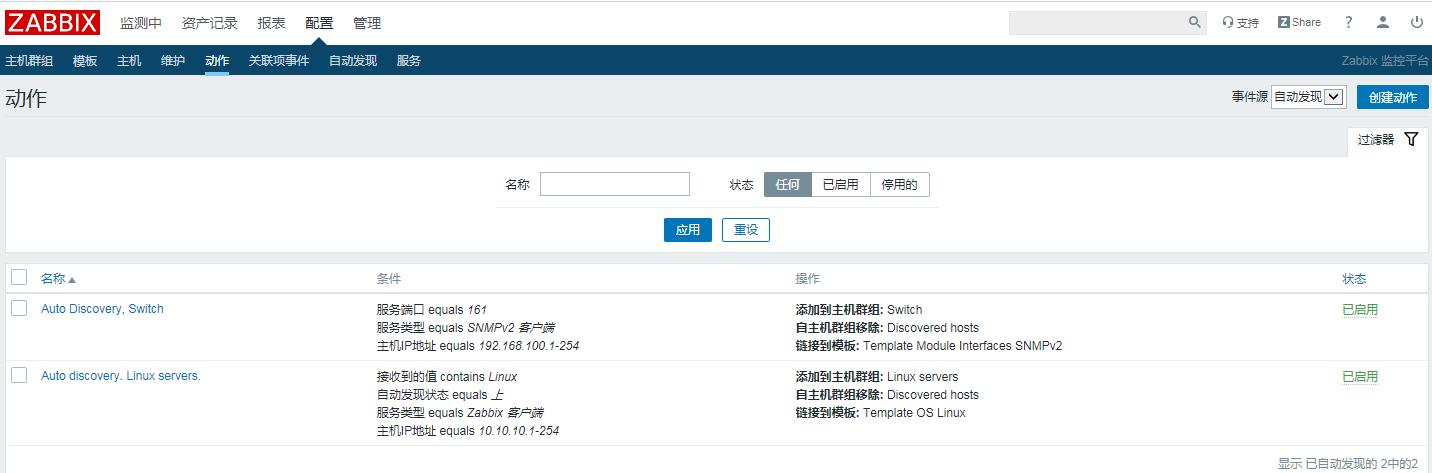 ZABBIX 监测中 资产记录 报表 配置 管理 支持 Z Share ?
主机群组 模板 主机 维护 动作 关联项事件 自动发现 服务 Zabbix 监控平台
动作 事件源 自动发现 创建动作
过滤器
名称 状态 任何 已启用 停用的
应用 重设
名称 条件 操作 状态
Auto Discovery, Switch 服务端口 equals 161 添加到主机群组: Switch 已启用
服务类型 equals SNMPv2 客户端 自主机群组移除: Discovered hosts
主机IP地址 equals 192.168.100.1-254 链接到模板: Template Module Interfaces SNMPv2
Auto discovery. Linux servers. 接收到的值 contains Linux 添加到主机群组: Linux servers 已启用
自动发现状态 equals 上 自主机群组移除: Discovered hosts
服务类型 equals Zabbix 客户端 链接到模板: Template OS Linux
主机IP地址 equals 10.10.10.1-254
显示 已自动发现的 2中的2